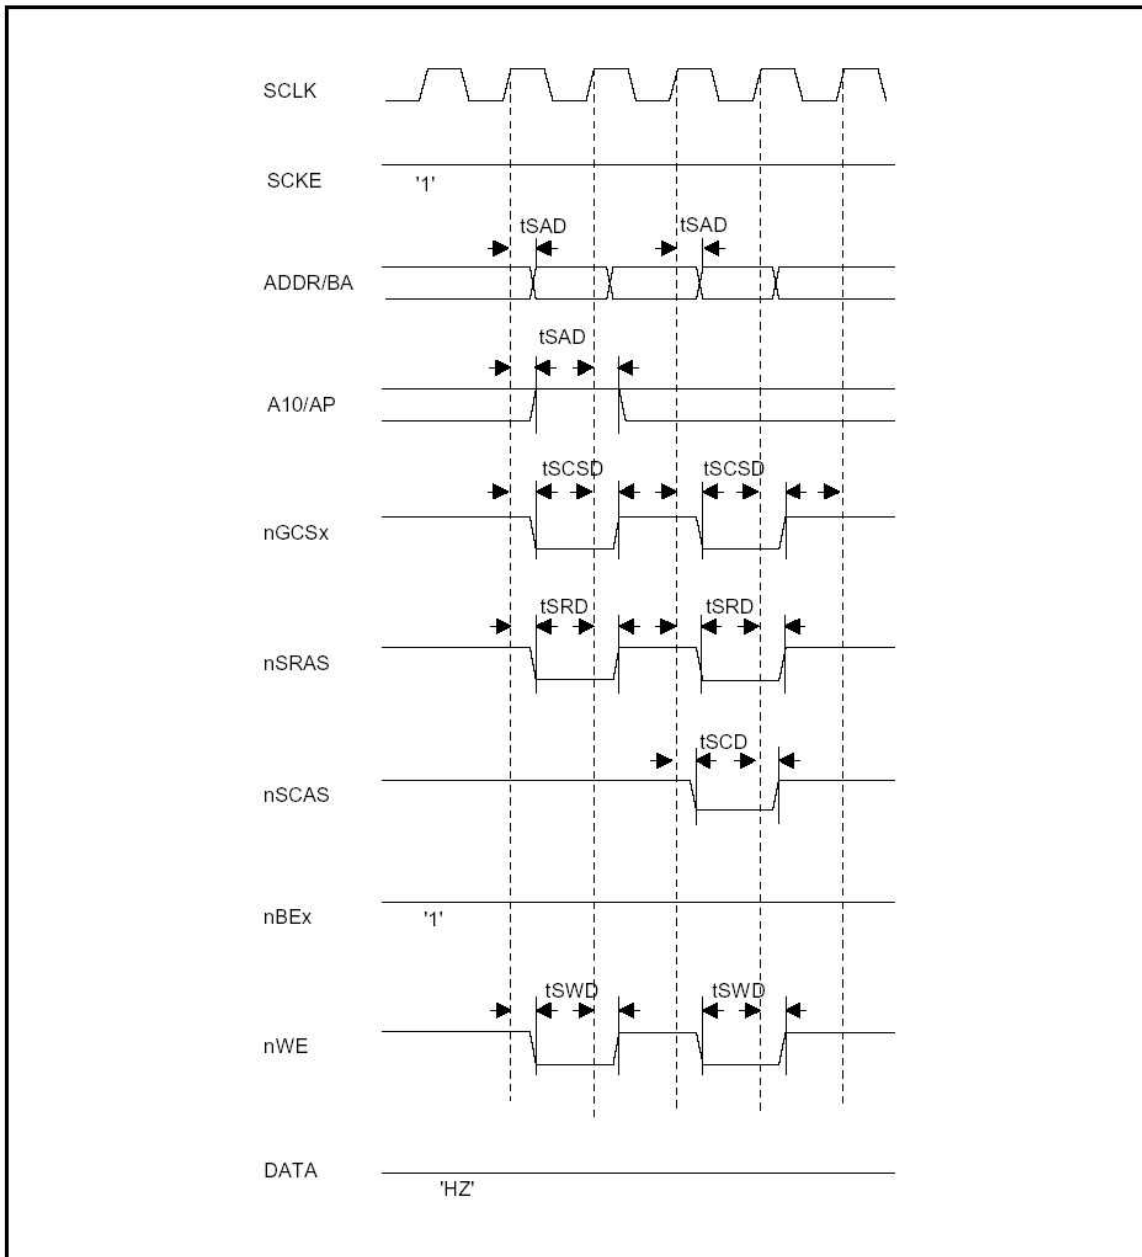 SCLK
SCKE
'1'
tSAD
tSAD
ADDR/BA
tSAD
A10/AP
tSCSD
tSCSD
nGCSx
tSRD
tSRD
nSRAS
tSCD
nSCAS
nBEx
'1'
tSWD
tSWD
nWE
DATA
'HZ'